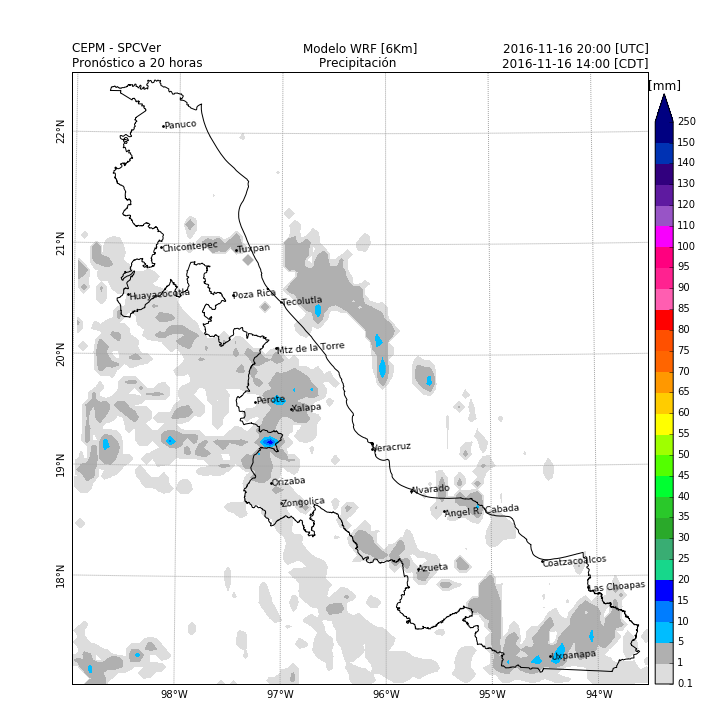 CEPM - SPCVer
Modelo WRF [6Km]
2016-11-16 20:00 [UTC]
Pronóstico a 20 horas
Precipitación
2016-11-16 14:00 [CDT]
[mm]
250
150
140
130
120
110
100
95
90
85
80
75
70
65
60
55
50
45
40
35
30
25
20
15
10
5
1
0.1
22°N
21°N
20°N
19°N
18°N
98°W
97°W
96°W
95°W
94°W
Panuco
Chicontepec
Tuxpan
Huayacocotla
Poza Rica
Tecolutla
Mtz de la Torre
Perote
Xalapa
Veracruz
Orizaba
Zongolica
Alvarado
Angel R. Cabada
Azueta
Coatzacoalcos
Las Choapas
Uxpanapa